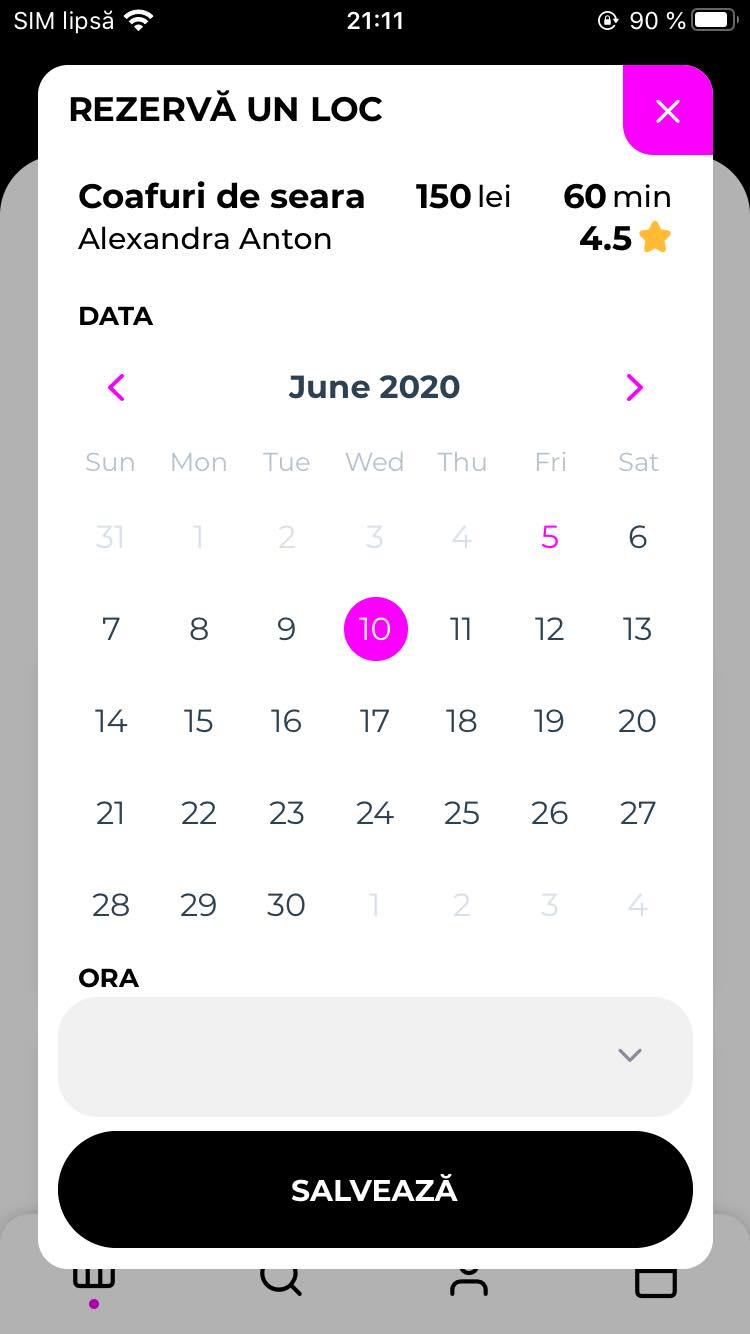 SIM lipsă 21:11 90 %
REZERVĂ UN LOC
Coafuri de seara 150 lei 60 min
Alexandra Anton 4.5
DATA
June 2020
Sun Mon Tue Wed Thu Fri Sat
31 1 2 3 4 5 6
7 8 9 10 11 12 13
14 15 16 17 18 19 20
21 22 23 24 25 26 27
28 29 30 1 2 3 4
ORA
SALVEAZĂ